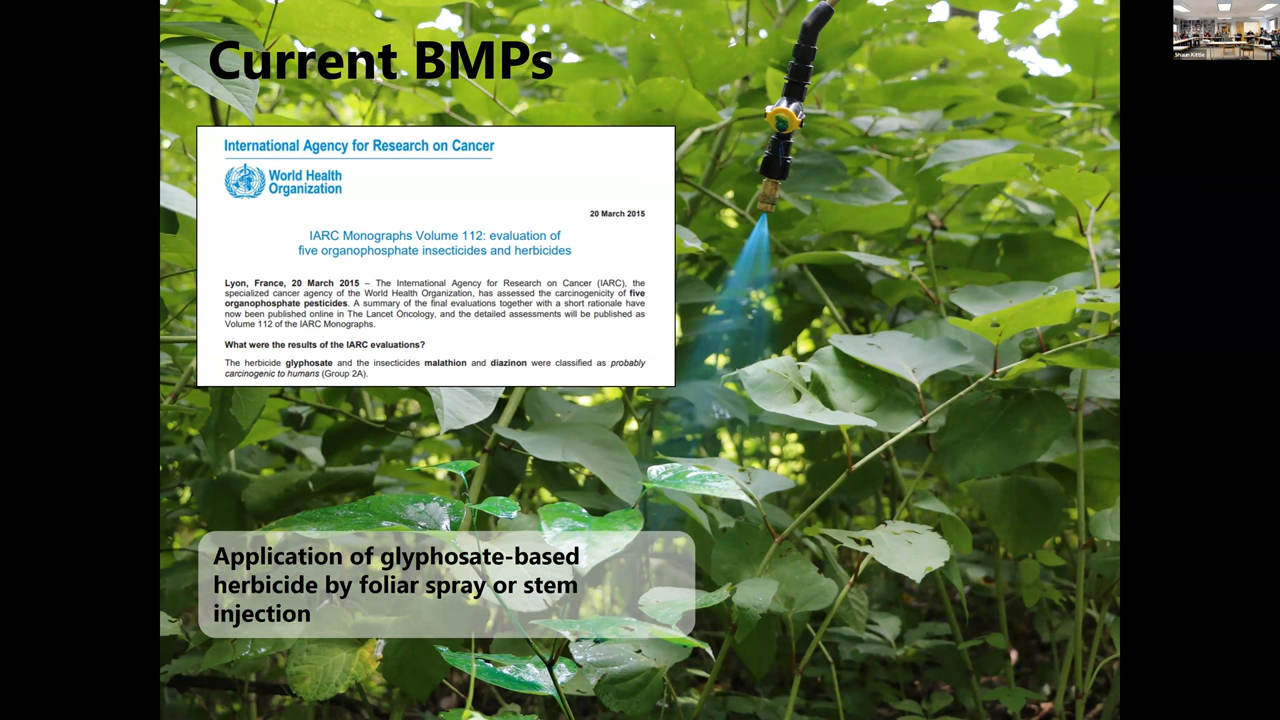 Current BMPs
International Agency for Research on Cancer
World Health
Organization
20 March 2015
IARC Monographs Volume 112: evaluation of
five organophosphate insecticides and herbicides
Lyon, France, 20 March 2015 – The International Agency for Research on Cancer (IARC), the
specialized cancer agency of the World Health Organization, has assessed the carcinogenicity of five
organophosphate pesticides. A summary of the final evaluations together with a short rationale have
now been published online in The Lancet Oncology, and the detailed assessments will be published as
Volume 112 of the IARC Monographs.
What were the results of the IARC evaluations?
The herbicide glyphosate and the insecticides malathion and diazinon were classified as probably
carcinogenic to humans (Group 2A).
Application of glyphosate-based
herbicide by foliar spray or stem
injection
Shaun Kittle